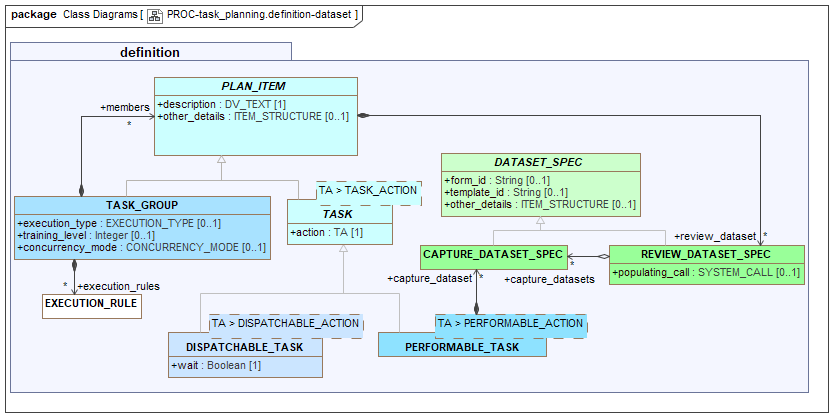 package Class Diagrams [ PROC-task_planning.definition-dataset ]
definition
PLAN_ITEM
+description : DV_TEXT [1]
+other_details : ITEM_STRUCTURE [0..1]
+members
*
DATASET_SPEC
+form_id : String [0..1]
+template_id : String [0..1]
+other_details : ITEM_STRUCTURE [0..1]
TA > TASK_ACTION
TASK
+action : TA [1]
TASK_GROUP
+execution_type : EXECUTION_TYPE [0..1]
+training_level : Integer [0..1]
+concurrency_mode : CONCURRENCY_MODE [0..1]
+review_dataset
*
CAPTURE_DATASET_SPEC
*
REVIEW_DATASET_SPEC
+populating_call : SYSTEM_CALL [0..1]
+capture_dataset
*
+capture_datasets
*
+execution_rules
EXECUTION_RULE
TA > DISPATCHABLE_ACTION
DISPATCHABLE_TASK
+wait : Boolean [1]
TA > PERFORMABLE_ACTION
PERFORMABLE_TASK